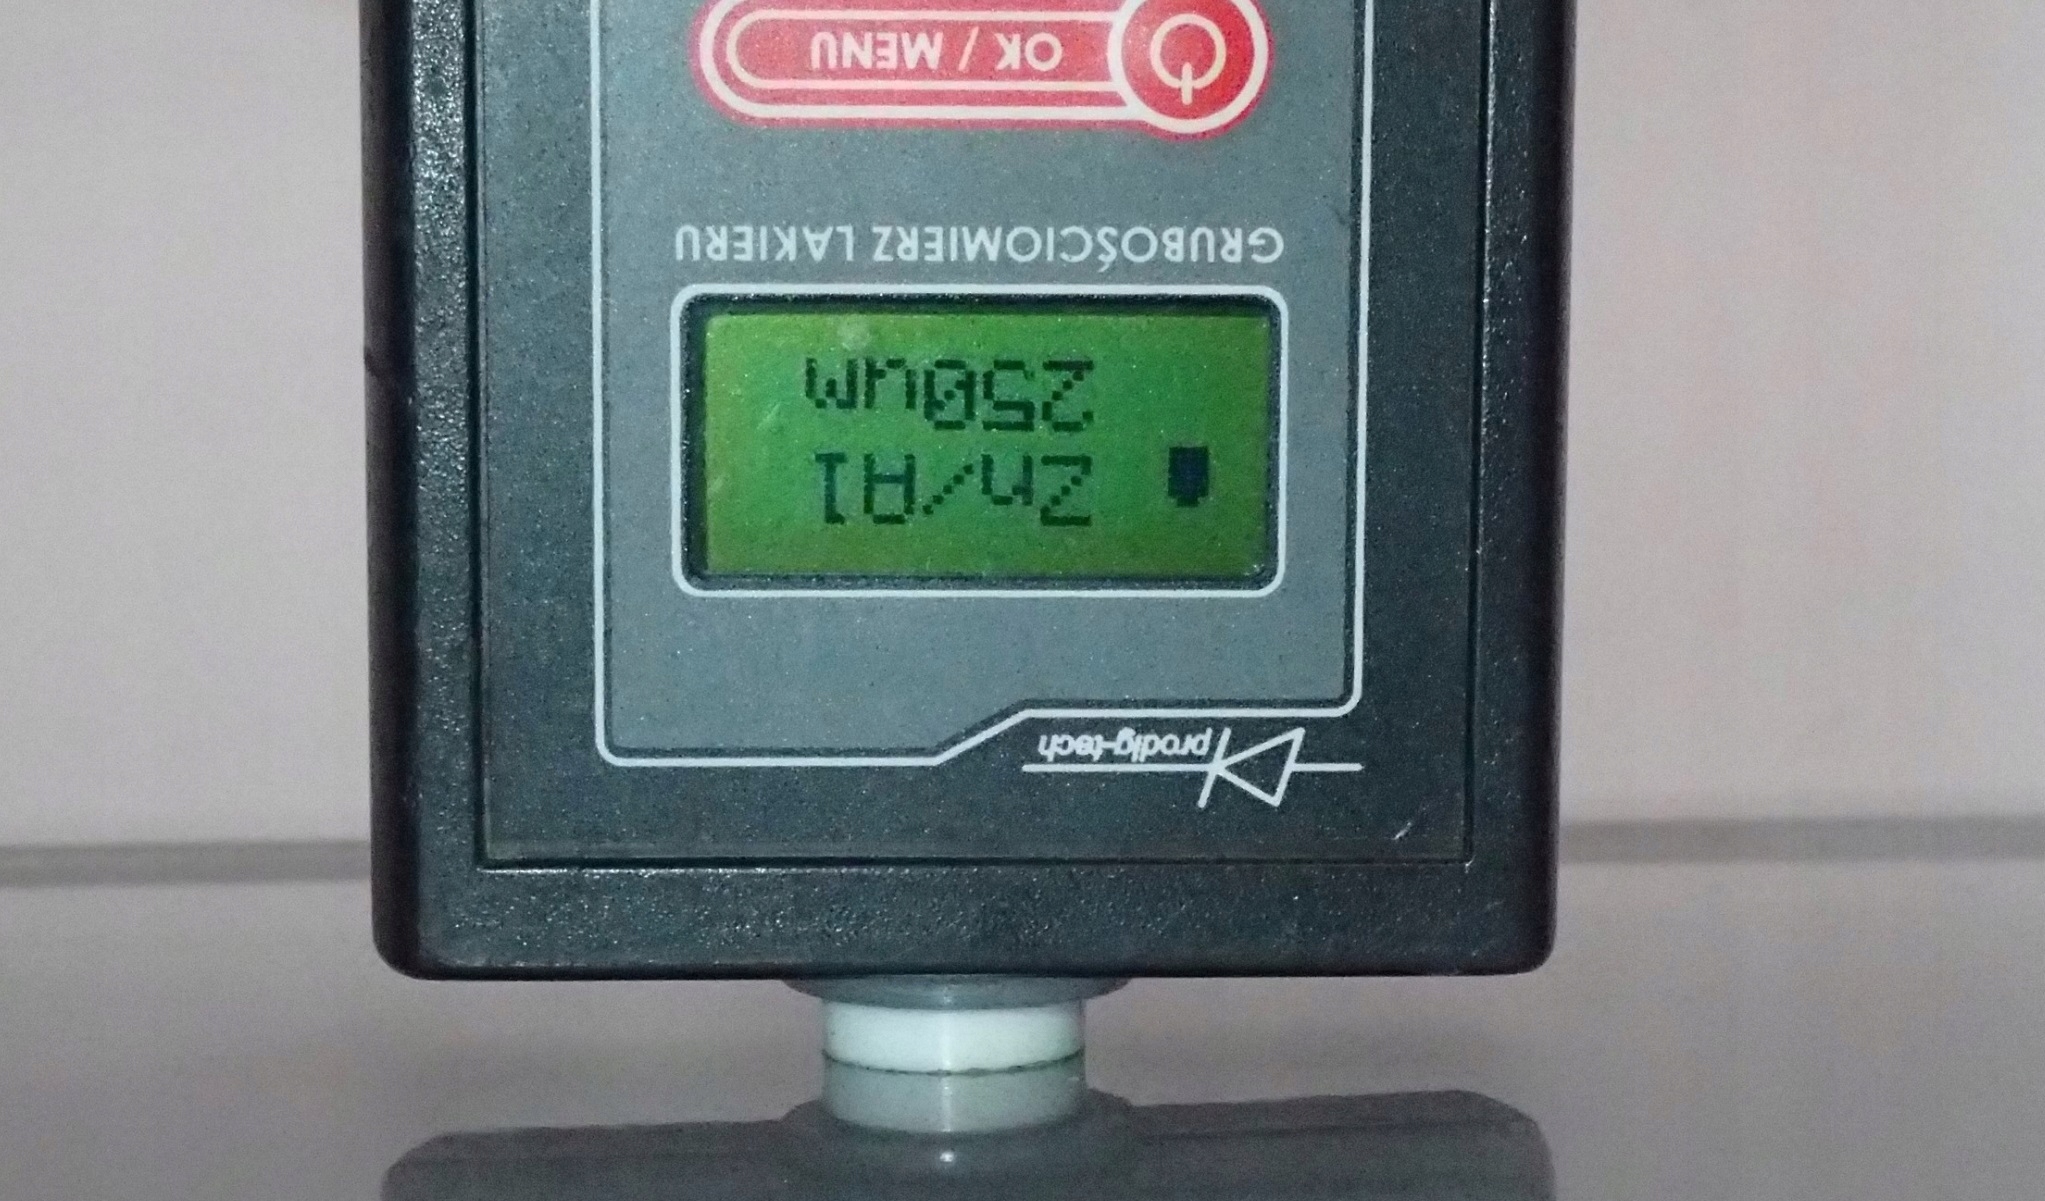 prodig-tech
Zn/Al
250um
GRUBOŚCIOMIERZ LAKIERU
OK / MENU